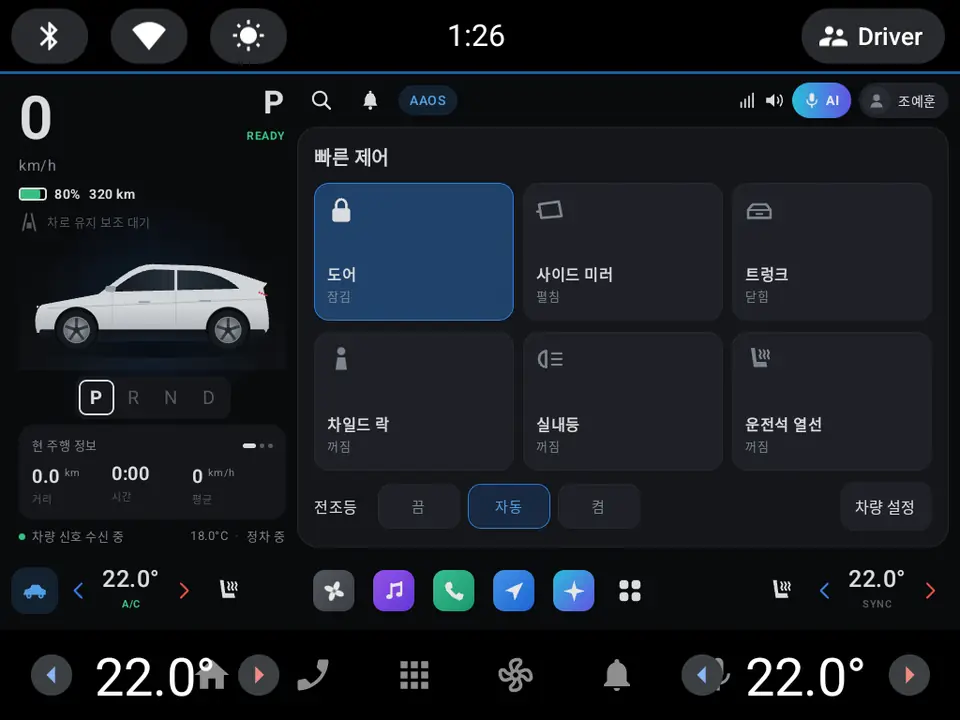 1:26
Driver
0
P
READY
km/h
80% 320 km
차로 유지 보조 대기
P R N D
현 주행 정보
0.0 km 0:00 0 km/h
거리 시간 평균
차량 신호 수신 중 18.0°C · 정차 중
AAOS
AI
조예훈
빠른 제어
도어
잠김
사이드 미러
펼침
트렁크
닫힘
차일드 락
꺼짐
실내등
꺼짐
운전석 열선
꺼짐
전조등 끔 자동 켬 차량 설정
22.0°
A/C
22.0°
SYNC
22.0° 22.0°